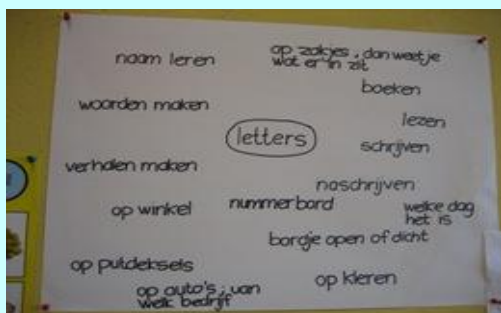 naam leren
op zakjes, dan weet je
wat er in zit
boeken
woorden maken
lezen
letters
schrijven
verhalen maken
naschrijven
op winkel
nummerbord
welke dag
het is
bordje open of dicht
op putdeksels
op kleren
op auto's, van
welk bedrijf